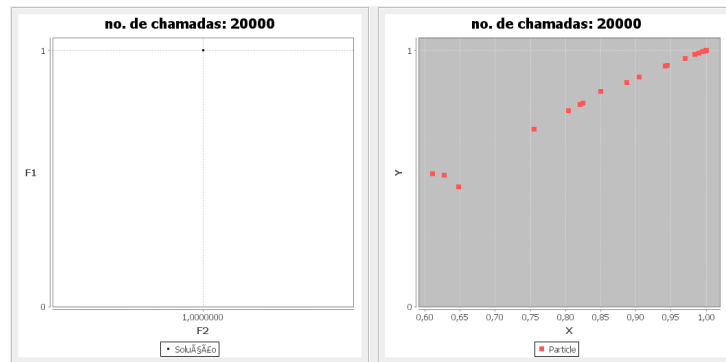 no. de chamadas: 20000
1
F1
0
1,0000000
F2
SoluÃ§Ã£o
no. de chamadas: 20000
1
Y
0
0,60 0,65 0,70 0,75 0,80 0,85 0,90 0,95 1,00
X
Particle